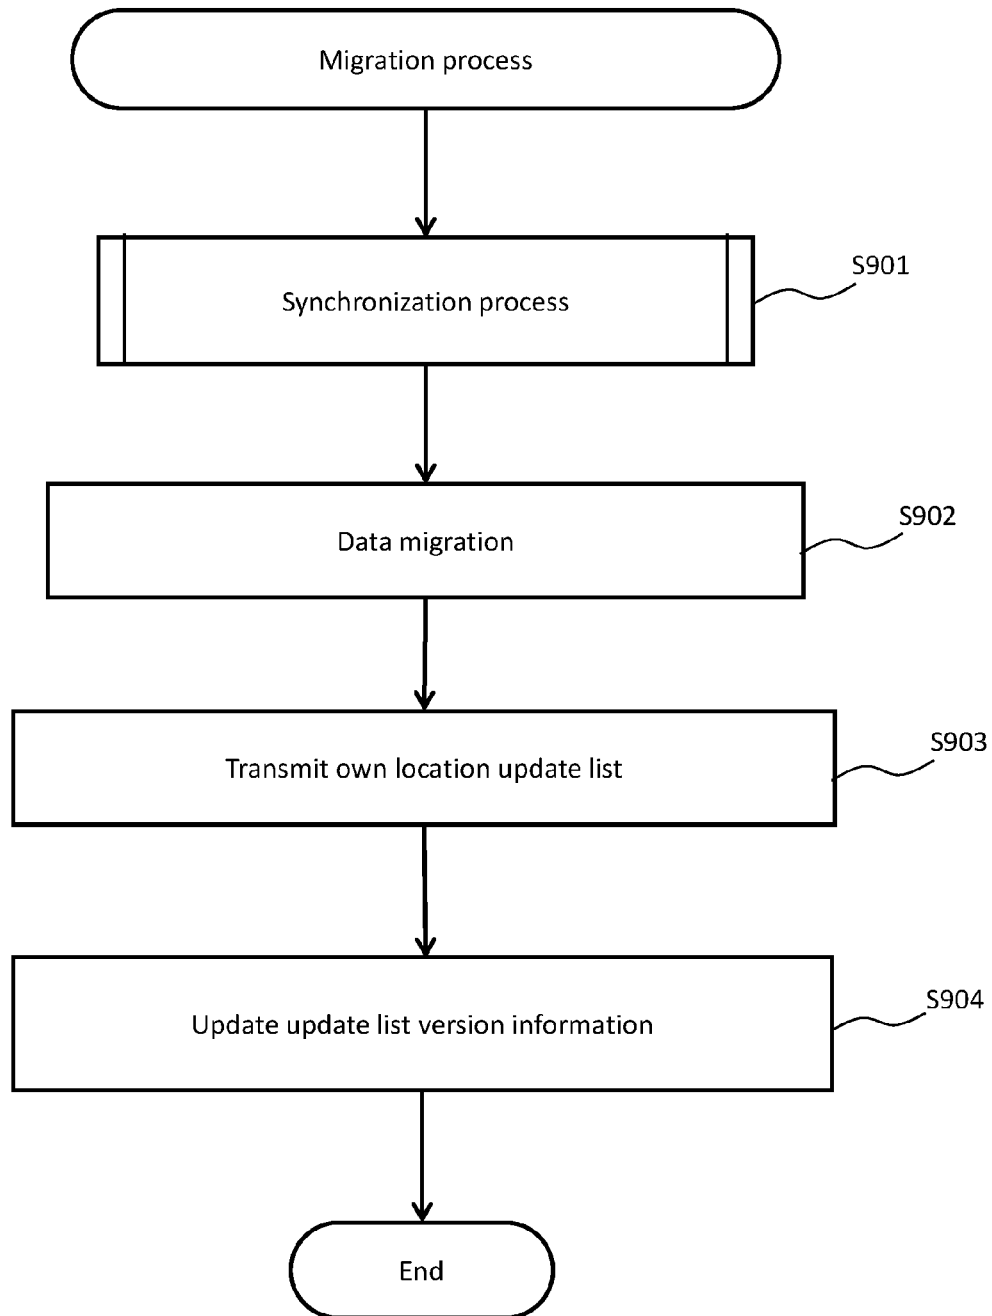 Migration process
Synchronization process
S901
Data migration
S902
Transmit own location update list
S903
Update update list version information
S904
End